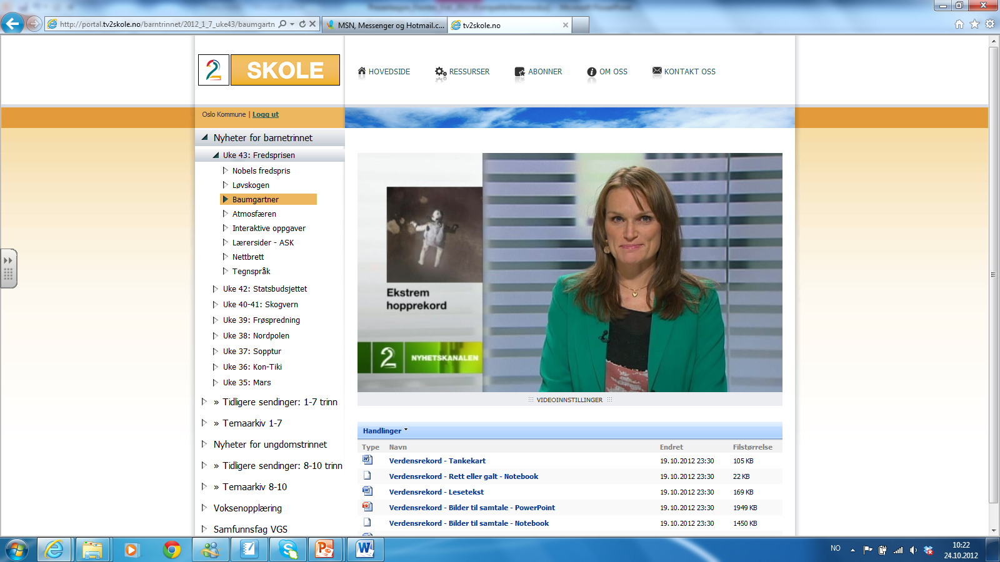 http://portal.tv2skole.no/barntrinnet/2012_1_7_uke43/baumgartn
MSN, Messenger og Hotmail.c...
tv2skole.no
2 SKOLE
HOVEDSIDE
RESSURSER
ABONNER
OM OSS
KONTAKT OSS
Oslo Kommune | Logg ut
Nyheter for barnetrinnet
Uke 43: Fredsprisen
Nobels fredspris
Løvskogen
Baumgartner
Atmosfæren
Interaktive oppgaver
Lærersider - ASK
Nettbrett
Tegnspråk
Uke 42: Statsbudsjettet
Uke 40-41: Skogvern
Uke 39: Frøspredning
Uke 38: Nordpolen
Uke 37: Sopptur
Uke 36: Kon-Tiki
Uke 35: Mars
» Tidligere sendinger: 1-7 trinn
» Temaarkiv 1-7
Nyheter for ungdomstrinnet
» Tidligere sendinger: 8-10 trinn
» Temaarkiv 8-10
Voksenopplæring
Samfunnsfag VGS
Ekstrem
hopprekord
2 NYHETSKANALEN
VIDEOINNSTILLINGER
Handlinger
Type Navn Endret Filstørrelse
Verdensrekord - Tankekart 19.10.2012 23:30 105 KB
Verdensrekord - Rett eller galt - Notebook 19.10.2012 23:30 22 KB
Verdensrekord - Lesetekst 19.10.2012 23:30 169 KB
Verdensrekord - Bilder til samtale - PowerPoint 19.10.2012 23:30 1949 KB
Verdensrekord - Bilder til samtale - Notebook 19.10.2012 23:30 1450 KB
NO
10:22
24.10.2012